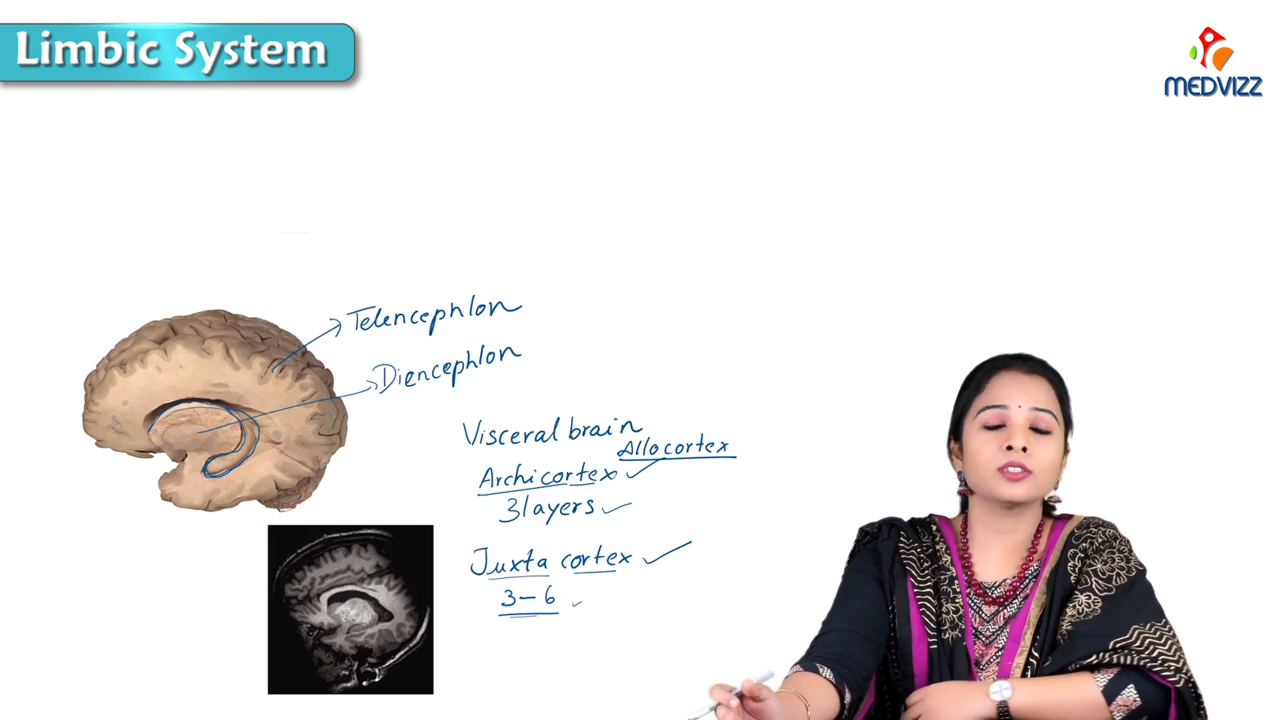 Limbic System
MEDVIZZ
Telencephlon
Diencephlon
Visceral brain
Allocortex
Archicortex
3 layers
Juxta cortex
3-6